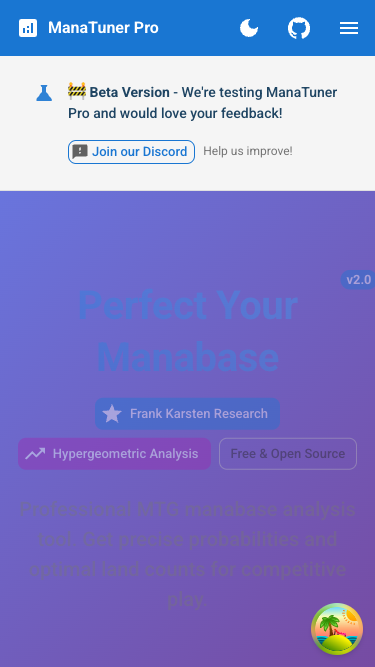 ManaTuner Pro
🚧 Beta Version - We're testing ManaTuner
Pro and would love your feedback!
Join our Discord
Help us improve!
v2.0
Perfect Your
Manabase
Frank Karsten Research
Hypergeometric Analysis
Free & Open Source
Professional MTG manabase analysis
tool. Get precise probabilities and
optimal land counts for competitive
play.